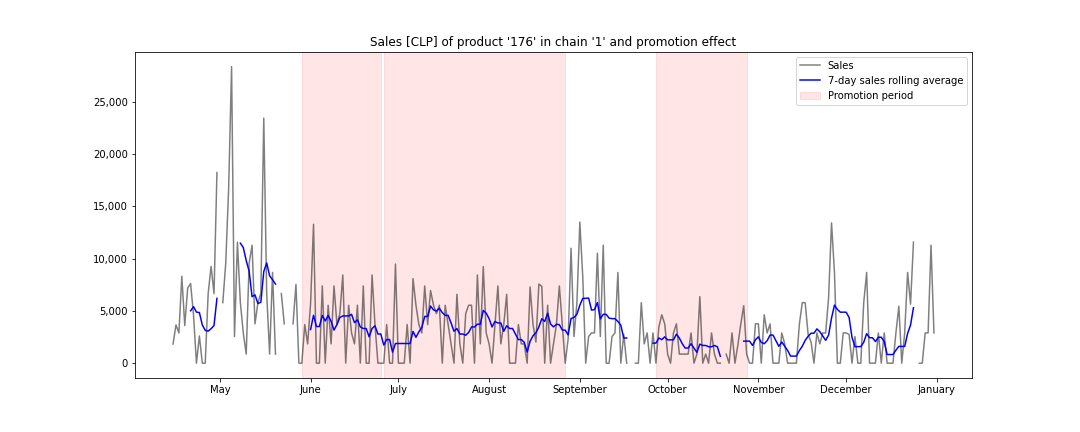 Sales [CLP] of product '176' in chain '1' and promotion effect
Sales
7-day sales rolling average
Promotion period
25,000
20,000
15,000
10,000
5,000
0
May June July August September October November December January